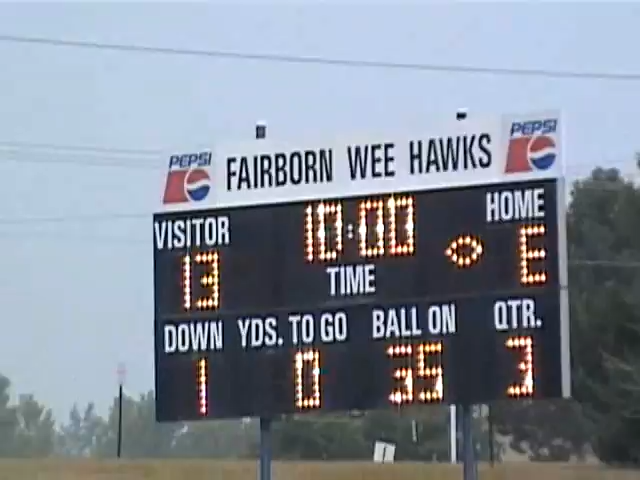 PEPSI FAIRBORN WEE HAWKS PEPSI
VISITOR 10:00 HOME
13 TIME
DOWN YDS. TO GO BALL ON QTR.
1 0 35 3